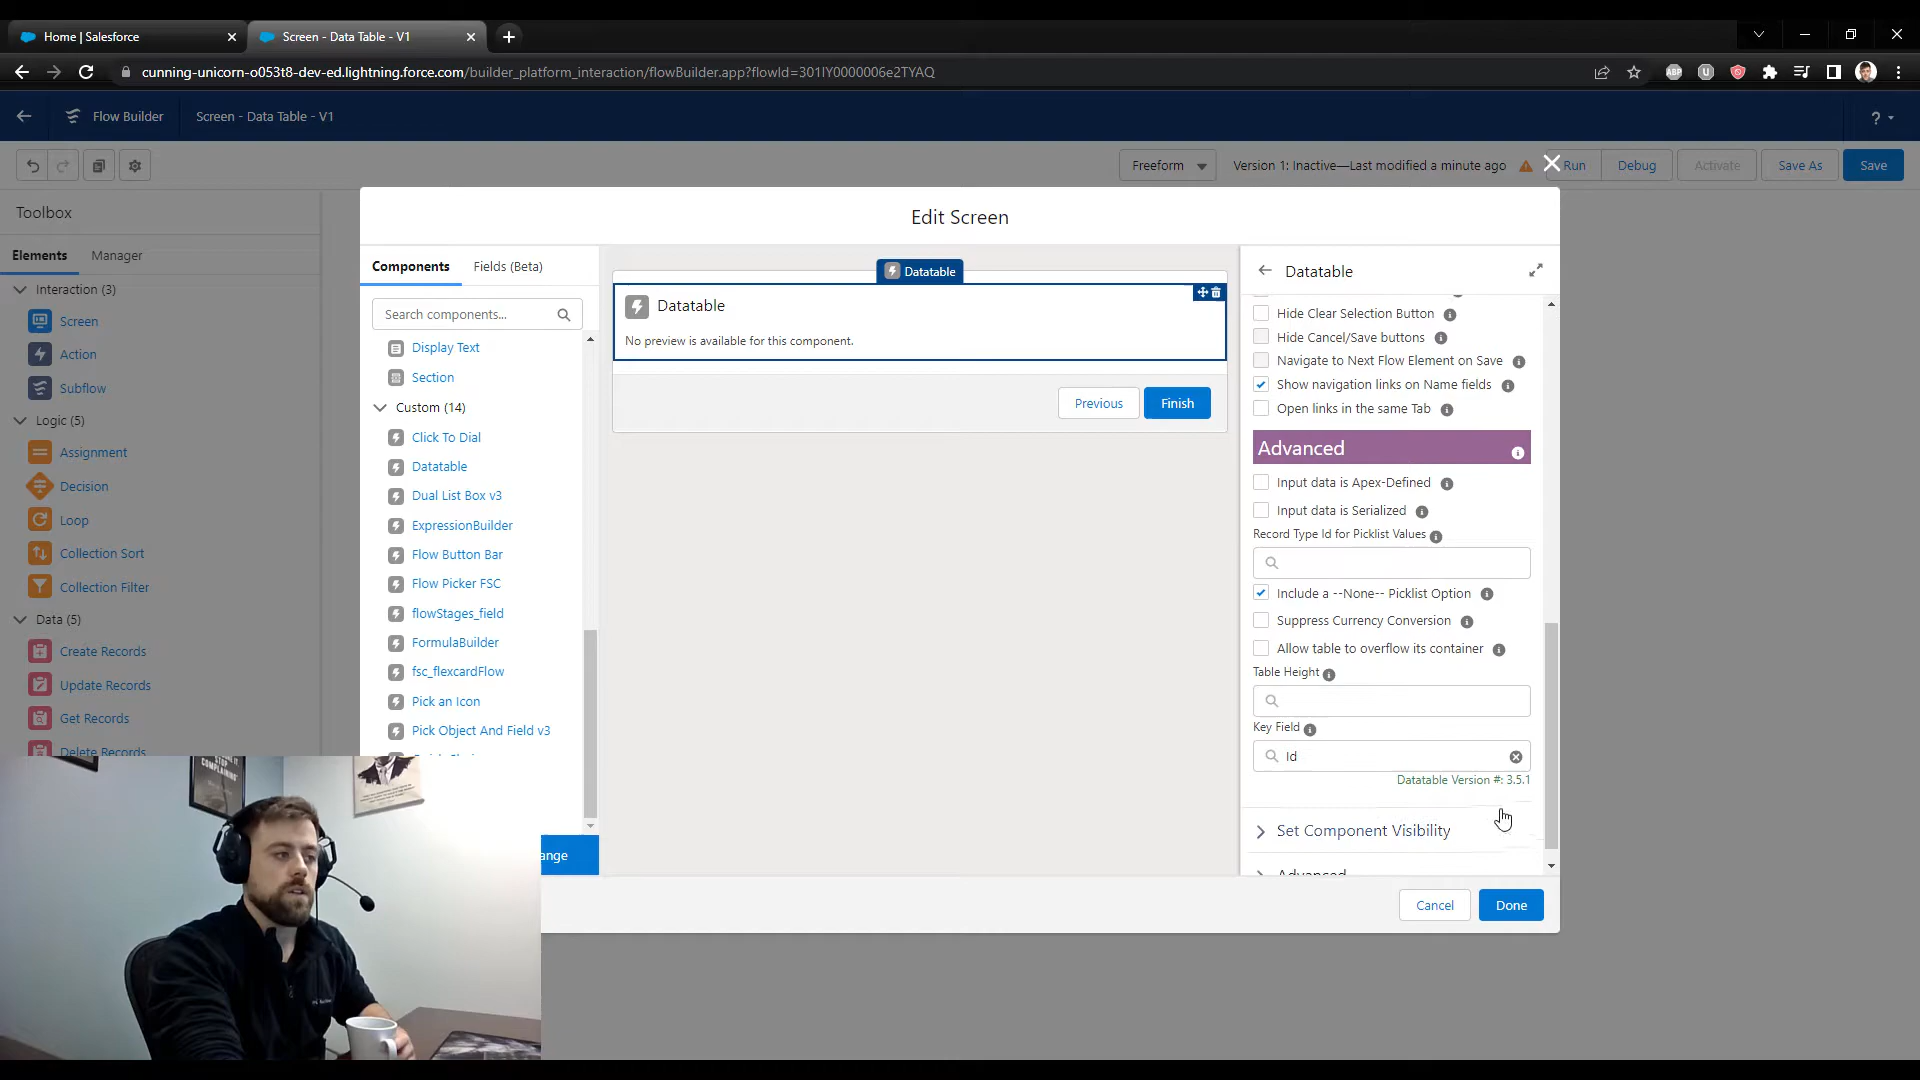 Home | Salesforce
Screen - Data Table - V1
cunning-unicorn-o053t8-dev-ed.lightning.force.com/builder_platform_interaction/flowBuilder.app?flowId=301IY0000006e2TYAQ
ABP
Flow Builder
Screen - Data Table - V1
?
Freeform
Version 1: Inactive—Last modified a minute ago
Run
Debug
Activate
Save As
Save
Toolbox
Elements
Manager
Interaction (3)
Screen
Action
Subflow
Logic (5)
Assignment
Decision
Loop
Collection Sort
Collection Filter
Data (5)
Create Records
Update Records
Get Records
Delete Records
Edit Screen
Components
Fields (Beta)
Search components...
Display Text
Section
Custom (14)
Click To Dial
Datatable
Dual List Box v3
ExpressionBuilder
Flow Button Bar
Flow Picker FSC
flowStages_field
FormulaBuilder
fsc_flexcardFlow
Pick an Icon
Pick Object And Field v3
ange
Datatable
Datatable
No preview is available for this component.
Previous
Finish
Datatable
Hide Clear Selection Button
Hide Cancel/Save buttons
Navigate to Next Flow Element on Save
Show navigation links on Name fields
Open links in the same Tab
Advanced
Input data is Apex-Defined
Input data is Serialized
Record Type Id for Picklist Values
Include a --None-- Picklist Option
Suppress Currency Conversion
Allow table to overflow its container
Table Height
Key Field
Id
Datatable Version #: 3.5.1
Set Component Visibility
Advanced
Cancel
Done
STOP
COMPLAINING